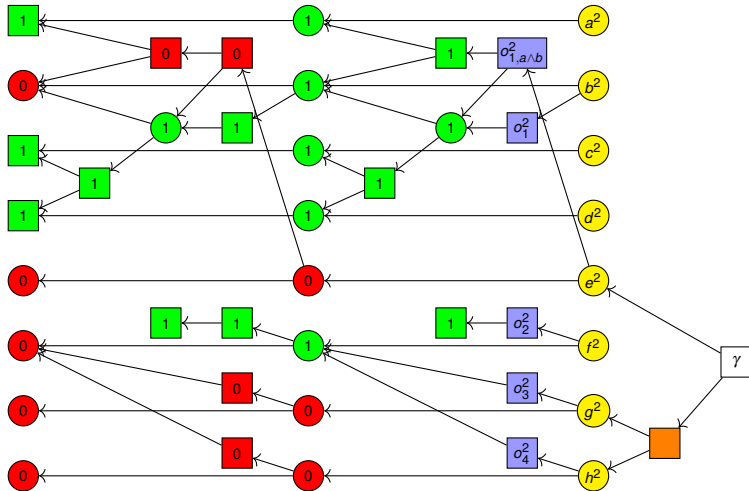 1 1 a²
0 0 1 o²₁,ₐ∧b
0 1 b²
1 1 1 o²₁
1 1 c²
1 1
1 1 d²
0 0 e²
1 1 1 o²₂
0 1 f²
γ
0 o²₃
0 0 g²
0 o²₄
0 0 h²